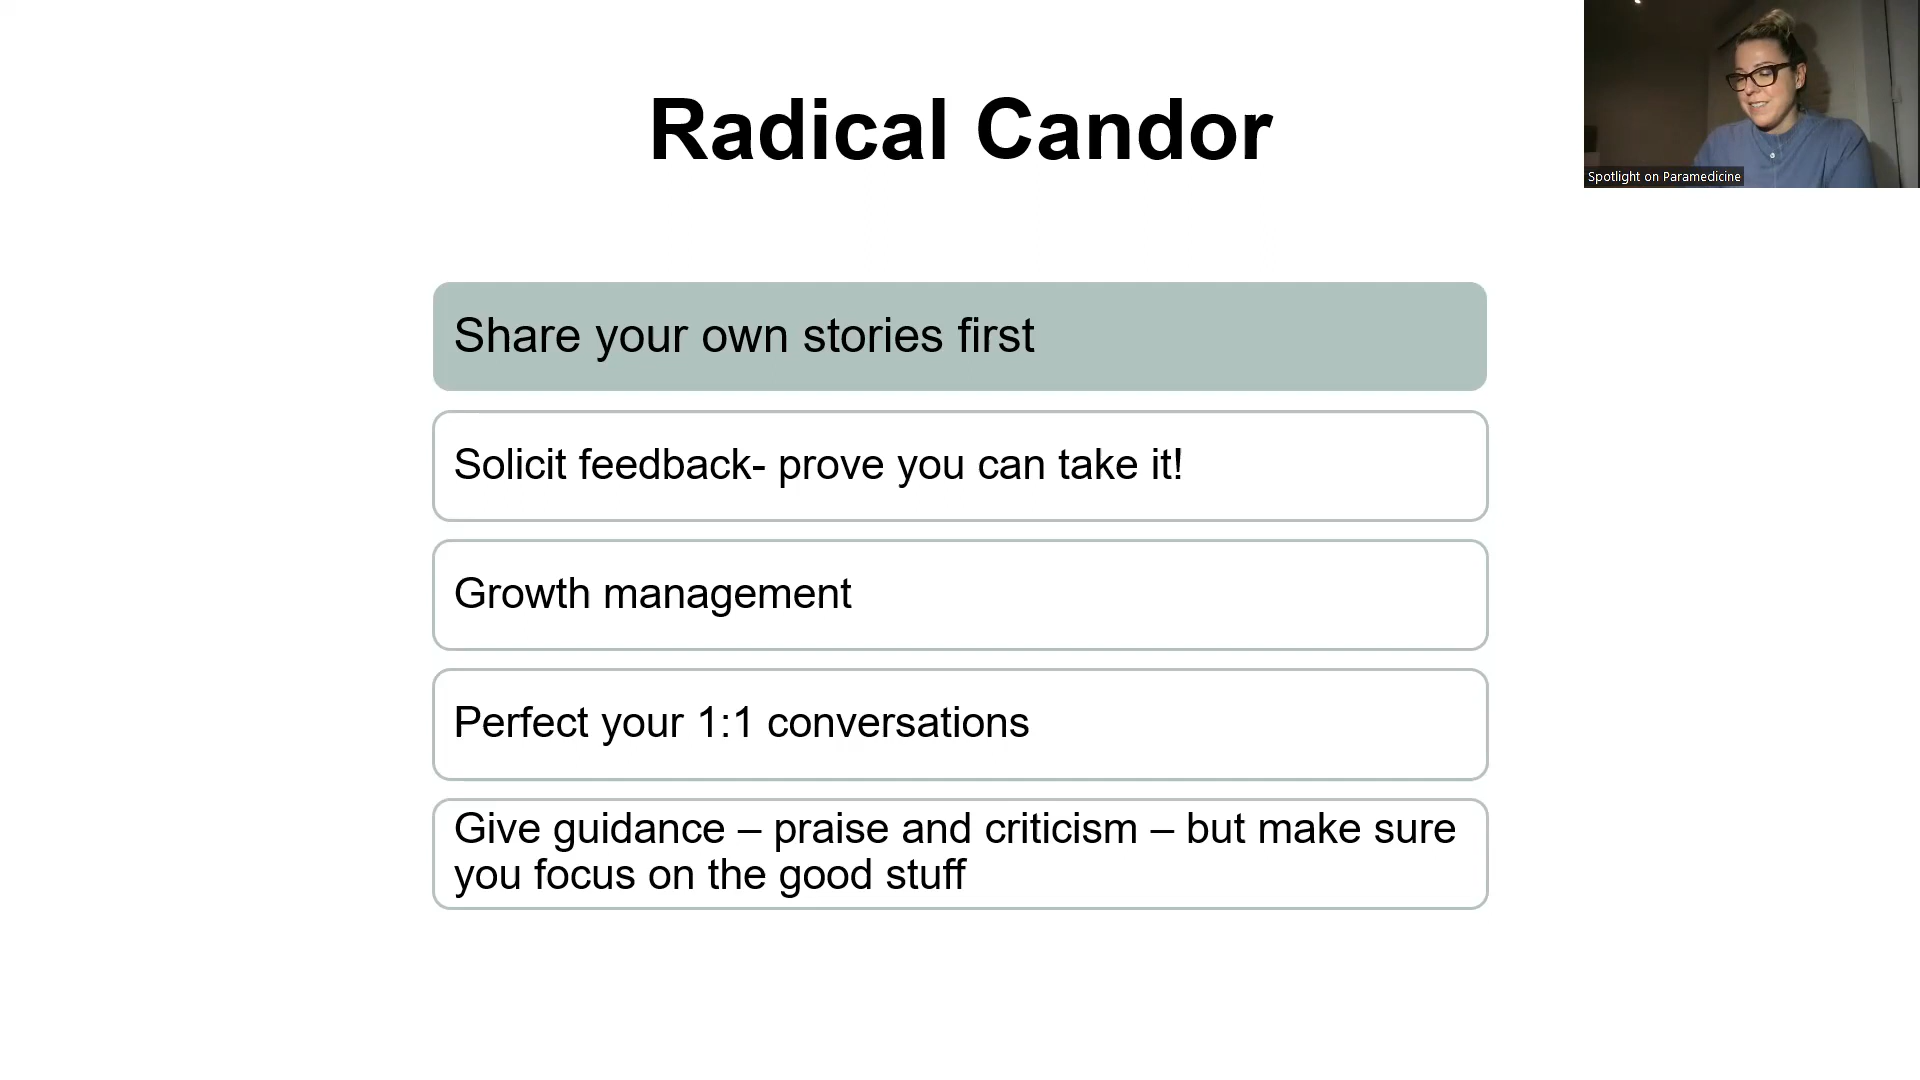 Radical Candor
Spotlight on Paramedicine
Share your own stories first
Solicit feedback- prove you can take it!
Growth management
Perfect your 1:1 conversations
Give guidance – praise and criticism – but make sure
you focus on the good stuff